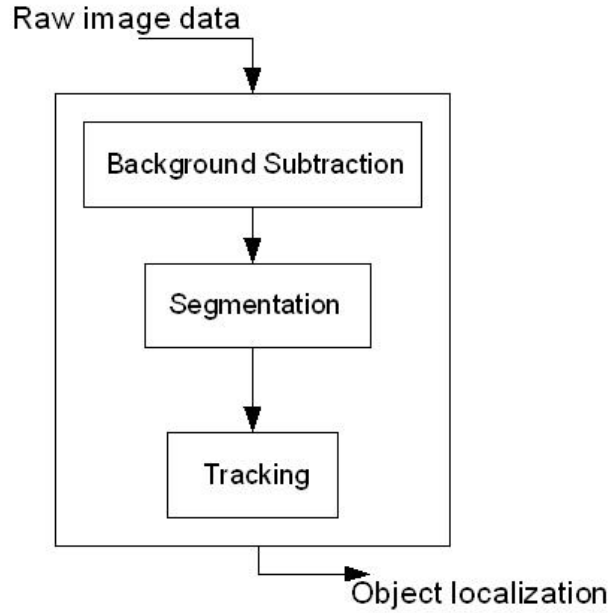 Raw image data
Background Subtraction
Segmentation
Tracking
Object localization